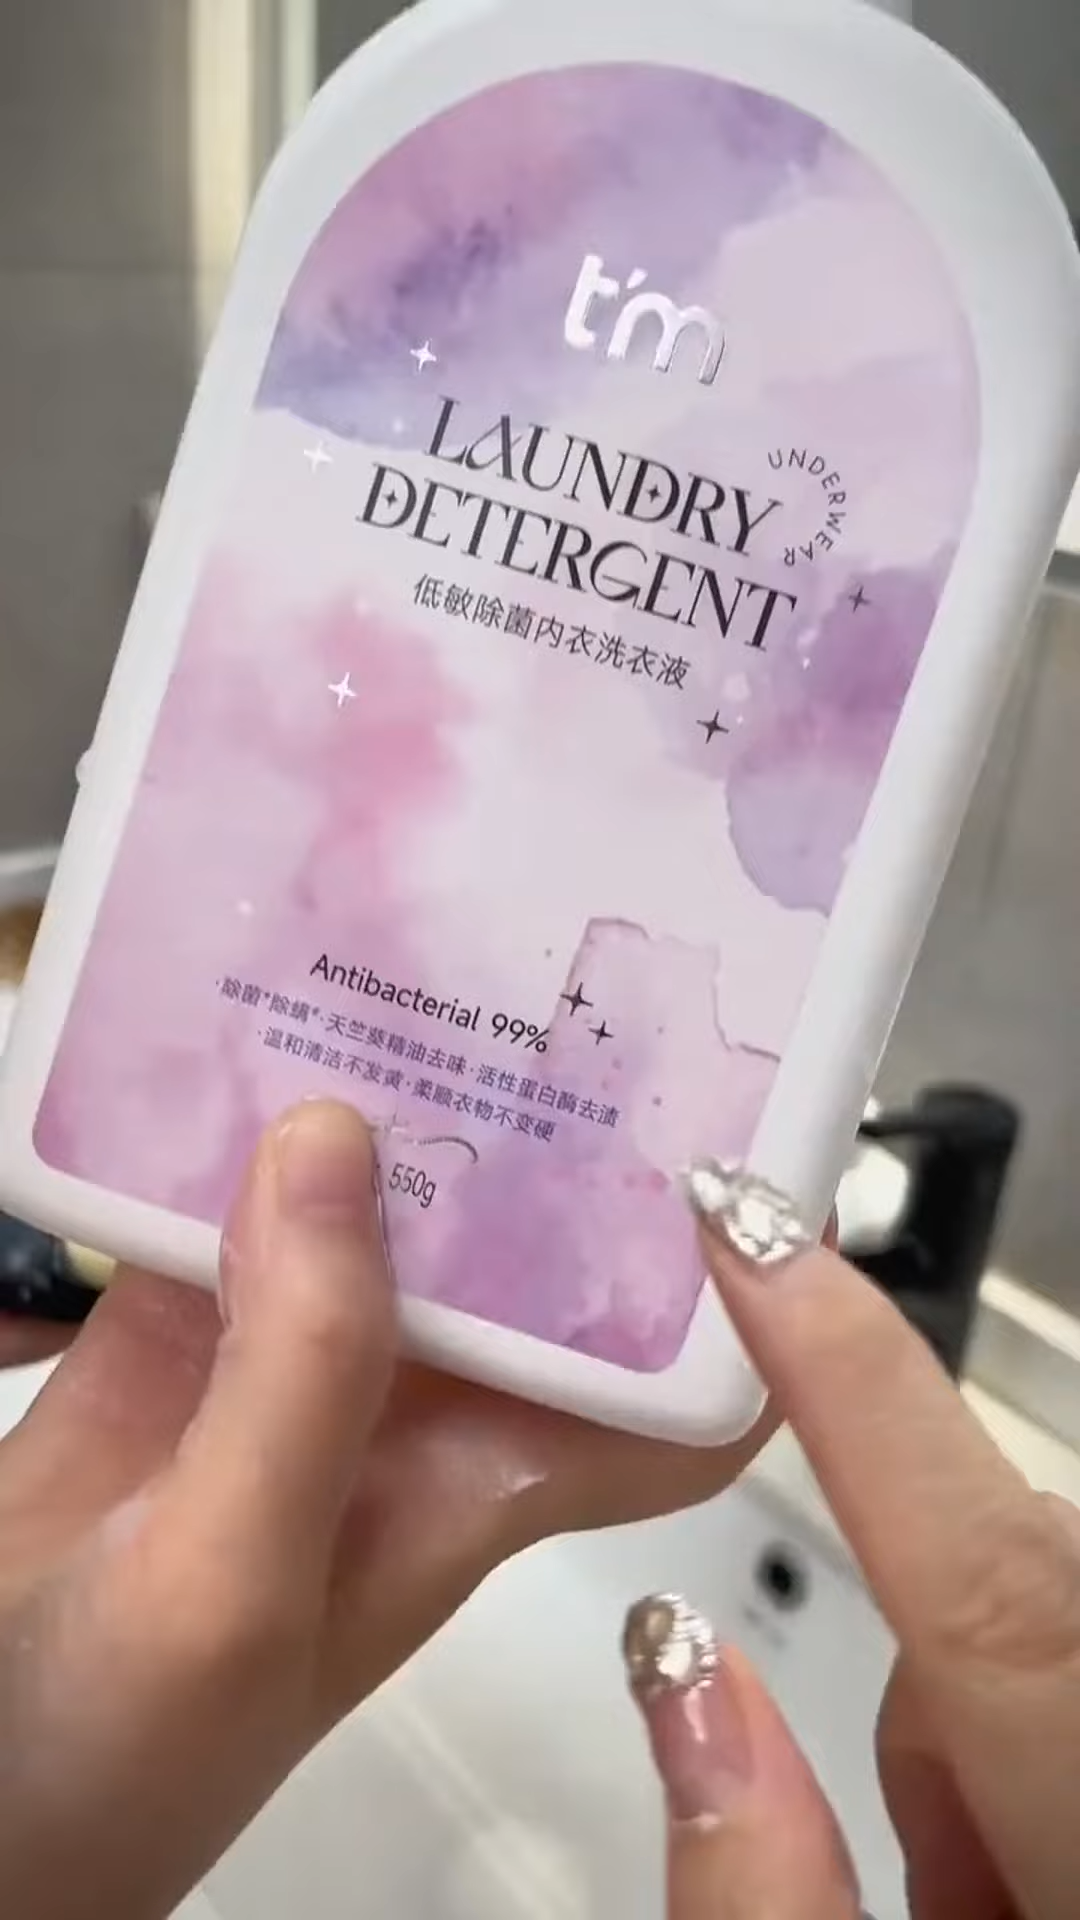 t'm
LAUNDRY
DETERGENT
UNDERWEAR
低敏除菌内衣洗衣液
Antibacterial 99%
·除菌*除螨*·天竺葵精油去味·活性蛋白酶去渍
·温和清洁不发黄·柔顺衣物不变硬
550g